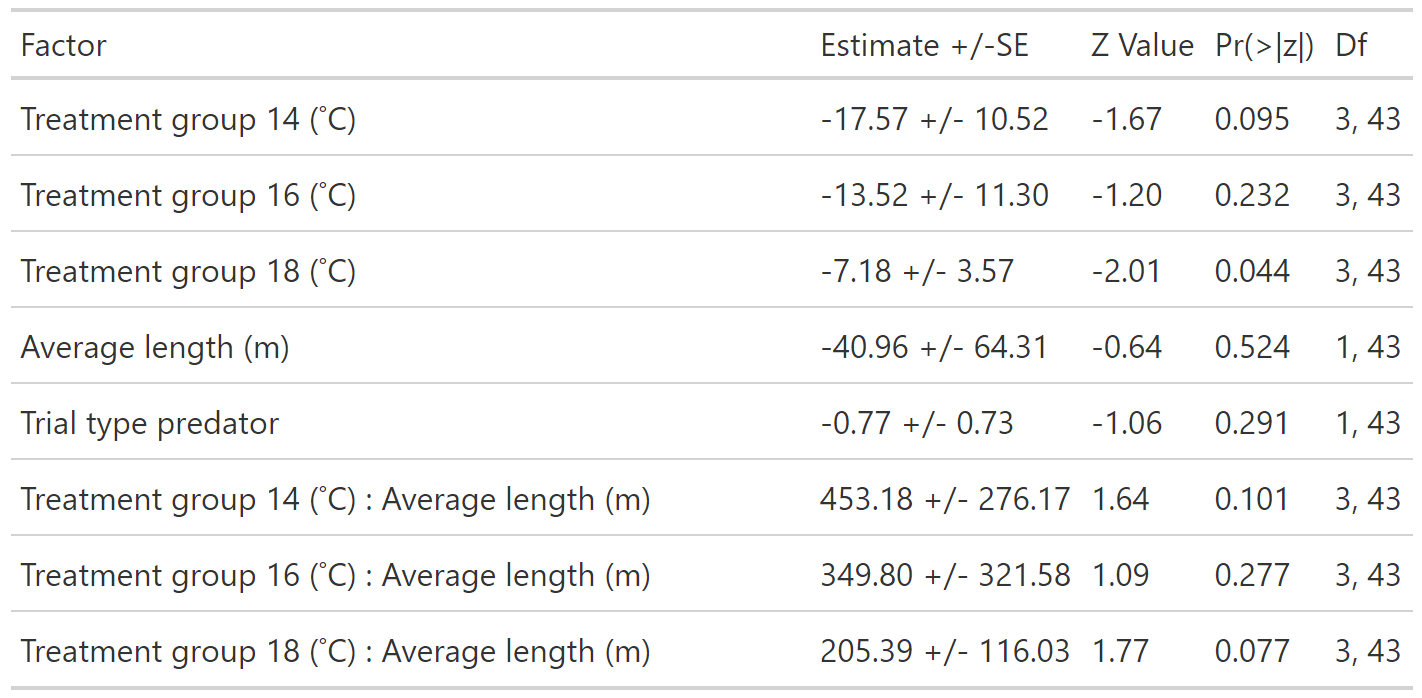 Factor Estimate +/-SE Z Value Pr(>|z|) Df
Treatment group 14 (°C) -17.57 +/- 10.52 -1.67 0.095 3, 43
Treatment group 16 (°C) -13.52 +/- 11.30 -1.20 0.232 3, 43
Treatment group 18 (°C) -7.18 +/- 3.57 -2.01 0.044 3, 43
Average length (m) -40.96 +/- 64.31 -0.64 0.524 1, 43
Trial type predator -0.77 +/- 0.73 -1.06 0.291 1, 43
Treatment group 14 (°C) : Average length (m) 453.18 +/- 276.17 1.64 0.101 3, 43
Treatment group 16 (°C) : Average length (m) 349.80 +/- 321.58 1.09 0.277 3, 43
Treatment group 18 (°C) : Average length (m) 205.39 +/- 116.03 1.77 0.077 3, 43